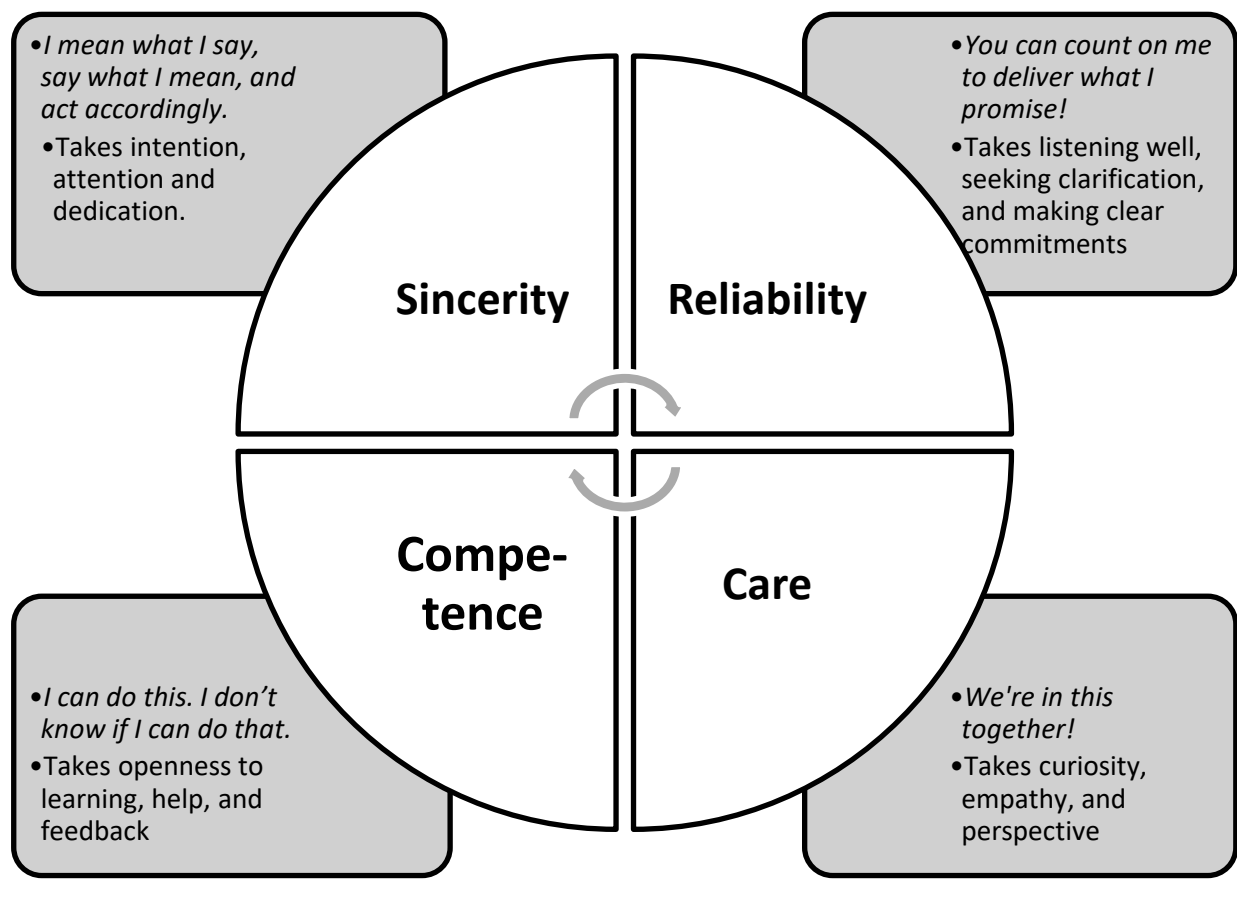 •I mean what I say,
say what I mean, and
act accordingly.
•Takes intention,
attention and
dedication.
•You can count on me
to deliver what I
promise!
•Takes listening well,
seeking clarification,
and making clear
commitments
Sincerity
Reliability
Compe-
tence
Care
•I can do this. I don’t
know if I can do that.
•Takes openness to
learning, help, and
feedback
•We're in this
together!
•Takes curiosity,
empathy, and
perspective